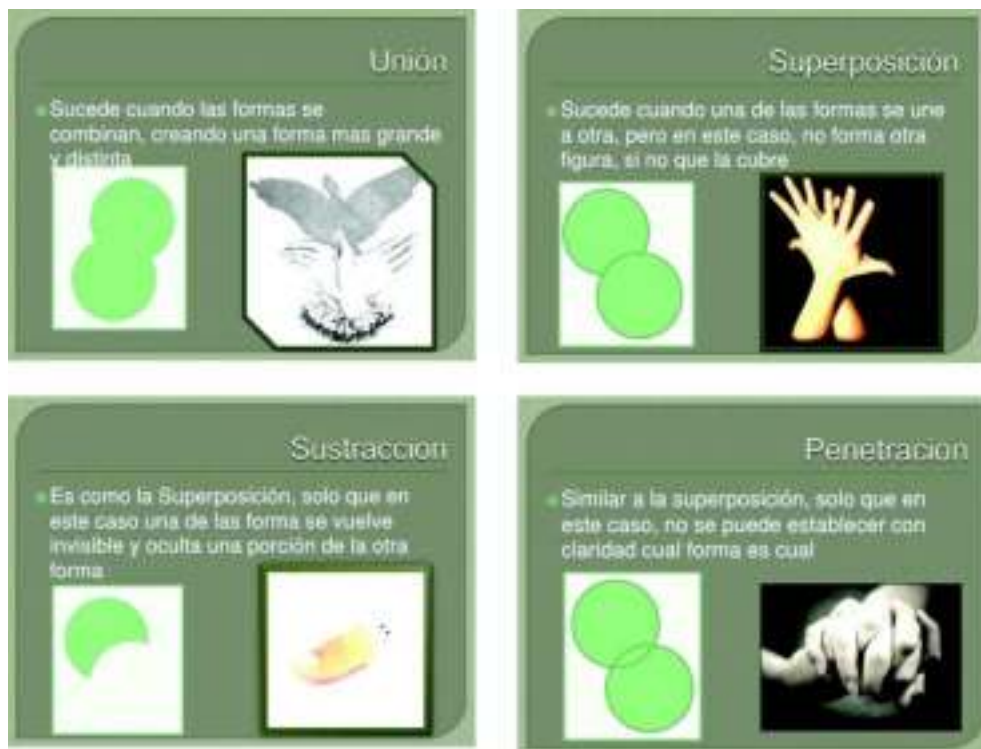 Unión
Sucede cuando las formas se
combinan, creando una forma mas grande
y distinta
Superposición
Sucede cuando una de las formas se une
a otra, pero en este caso, no forma otra
figura, si no que la cubre
Sustraccion
Es como la Superposición, solo que en
este caso una de las forma se vuelve
invisible y oculta una porción de la otra
forma
Penetracion
Similar a la superposición, solo que en
este caso, no se puede establecer con
claridad cual forma es cual